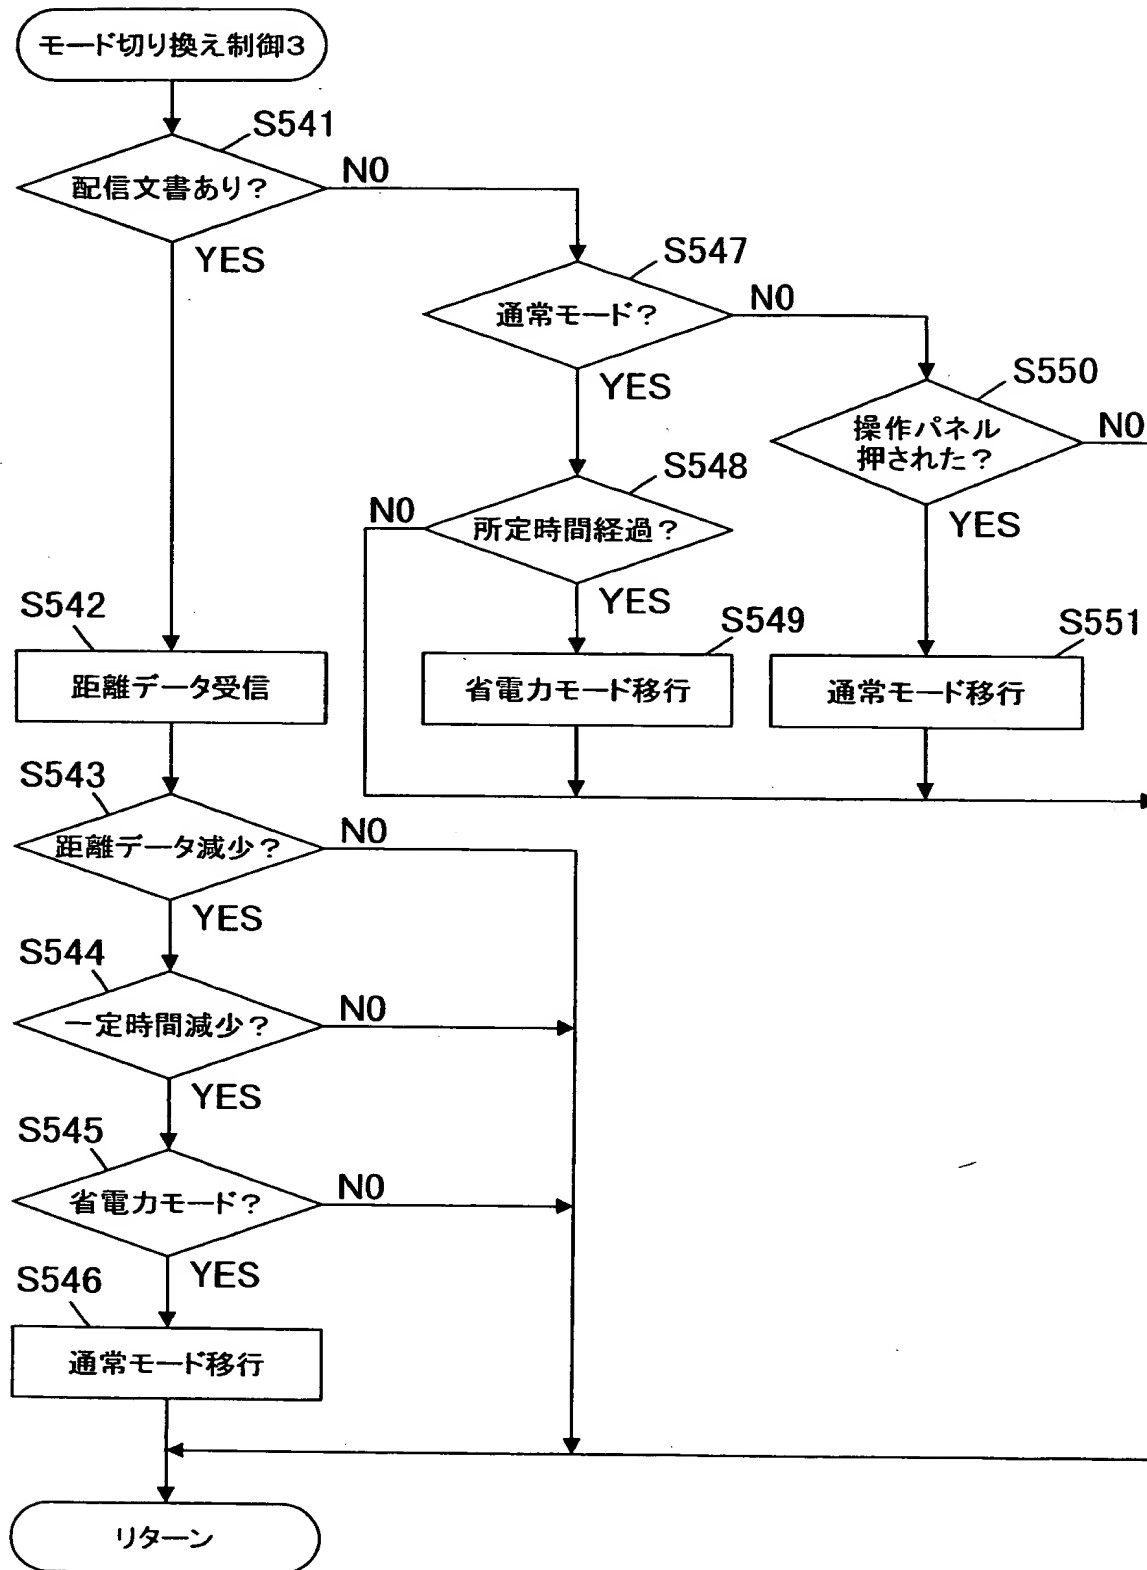 モード切り換え制御3
S541
配信文書あり?
NO
YES
S547
通常モード?
NO
YES
S550
操作パネル
押された?
NO
YES
S548
所定時間経過?
NO
YES
S542
距離データ受信
S549
省電力モード移行
S551
通常モード移行
S543
距離データ減少?
NO
YES
S544
一定時間減少?
NO
YES
S545
省電力モード?
NO
YES
S546
通常モード移行
リターン